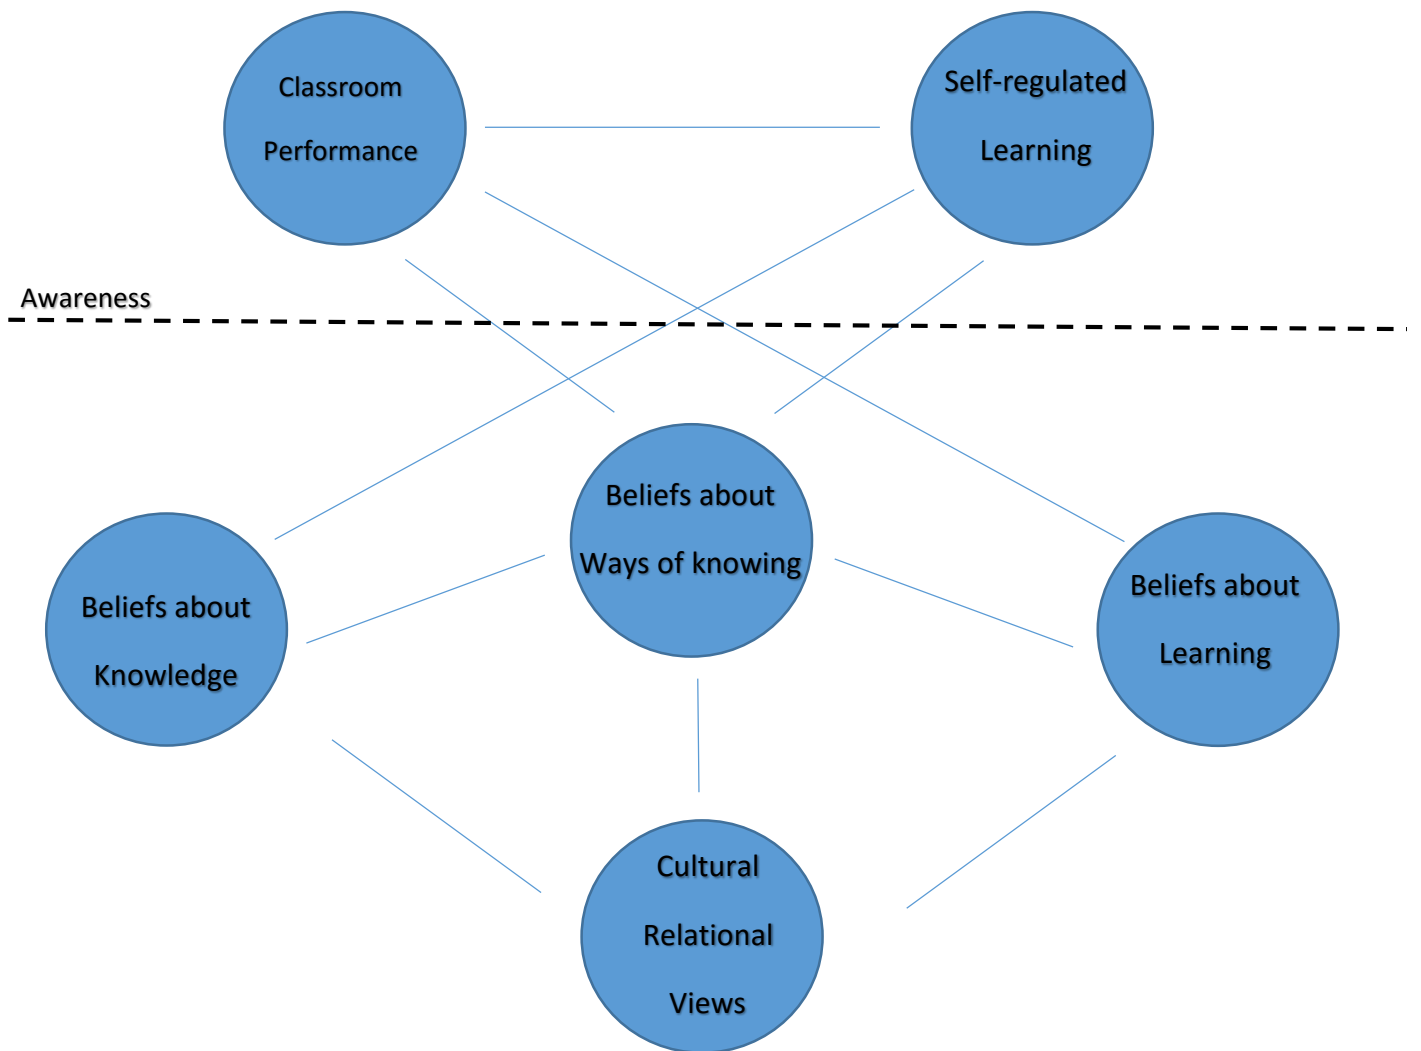 Classroom
Performance
Self-regulated
Learning
Awareness
Beliefs about
Ways of knowing
Beliefs about
Knowledge
Beliefs about
Learning
Cultural
Relational
Views